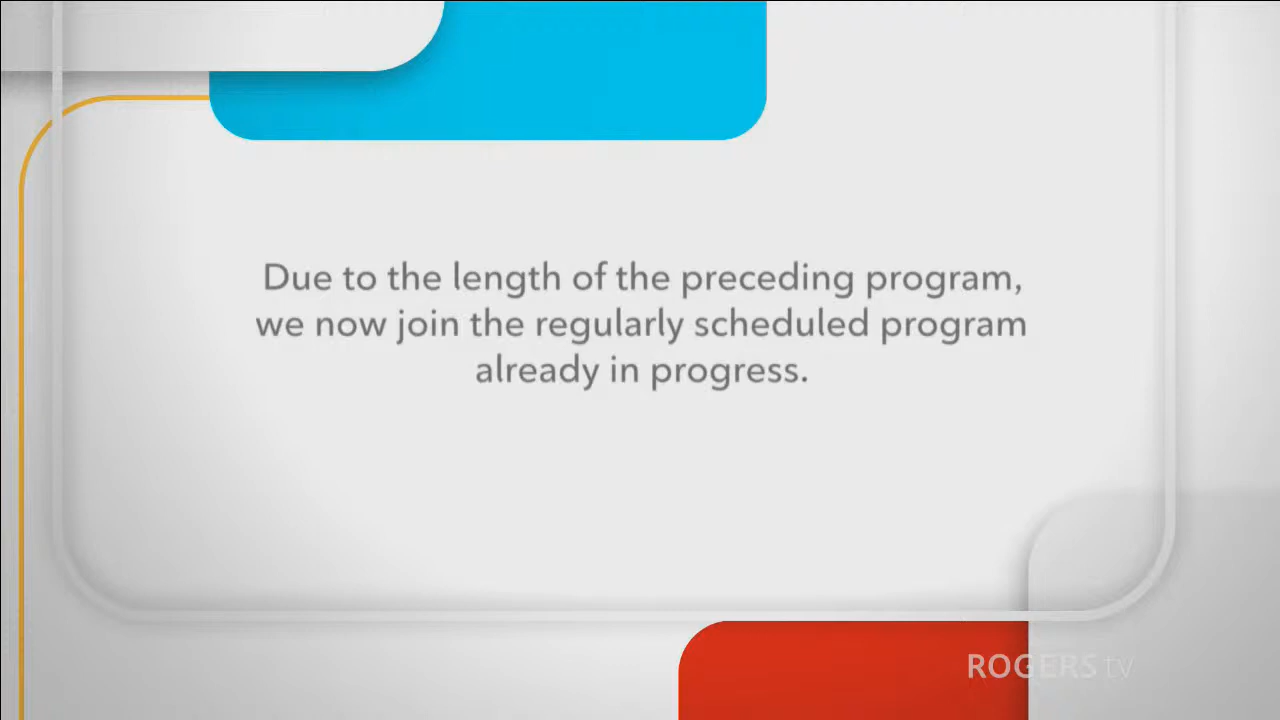 Due to the length of the preceding program,
we now join the regularly scheduled program
already in progress.
ROGERS tv